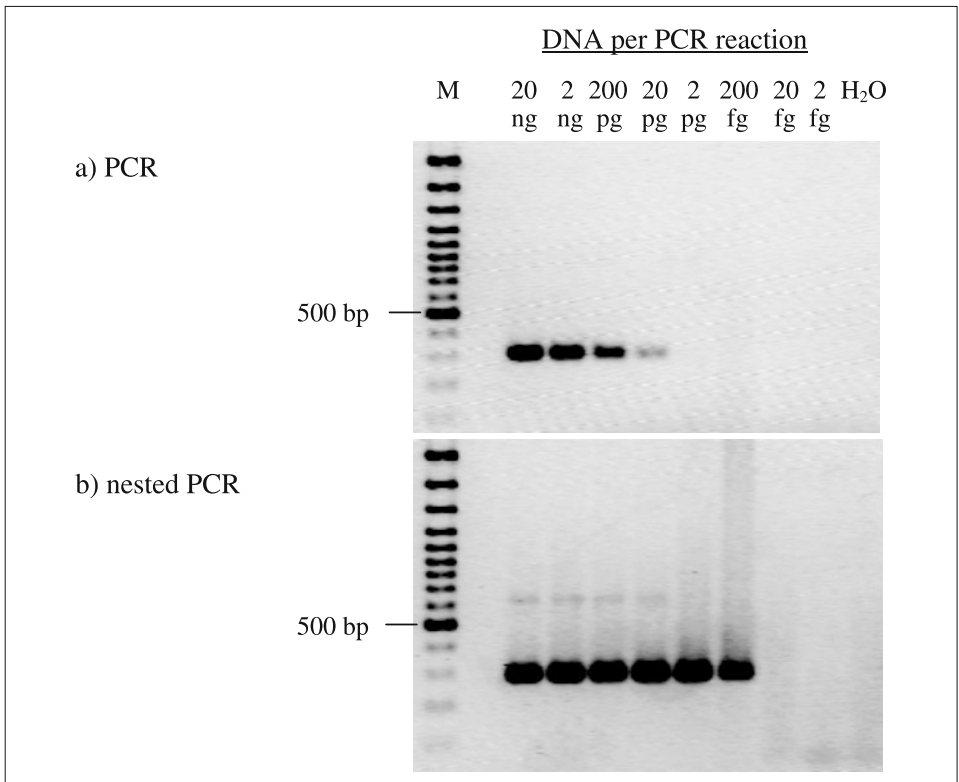 DNA per PCR reaction
M 20 2 200 20 2 200 20 2 H₂O
ng ng pg pg pg fg fg fg
a) PCR
500 bp
b) nested PCR
500 bp